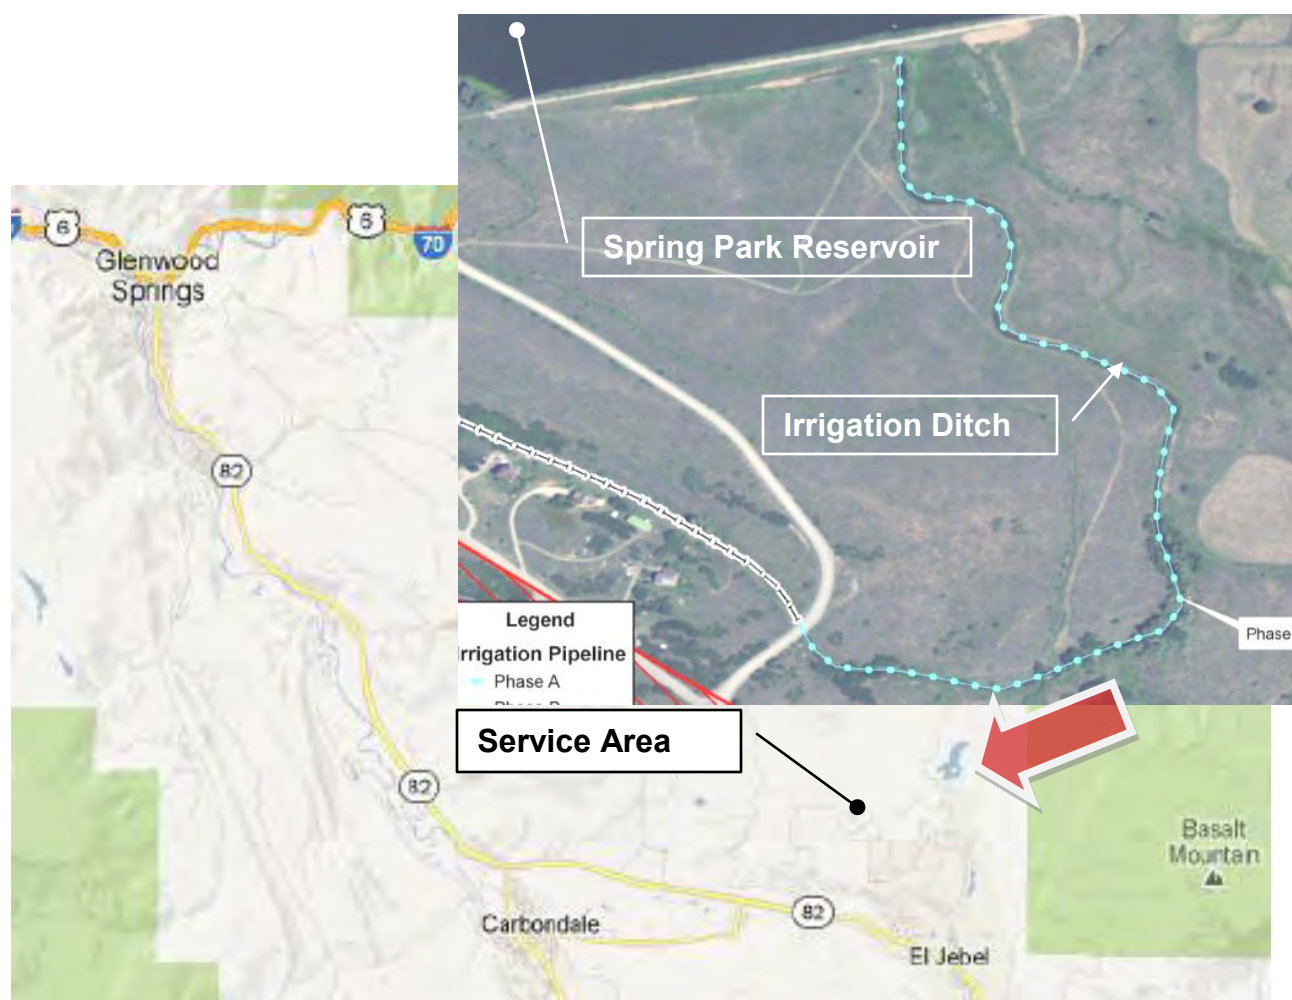 Spring Park Reservoir
6
6
70
Glenwood
Springs
Irrigation Ditch
82
Legend
rrigation Pipeline
Phase A
Phase
Service Area
82
Basalt
Mountain
82
Carbondale
El Jebel